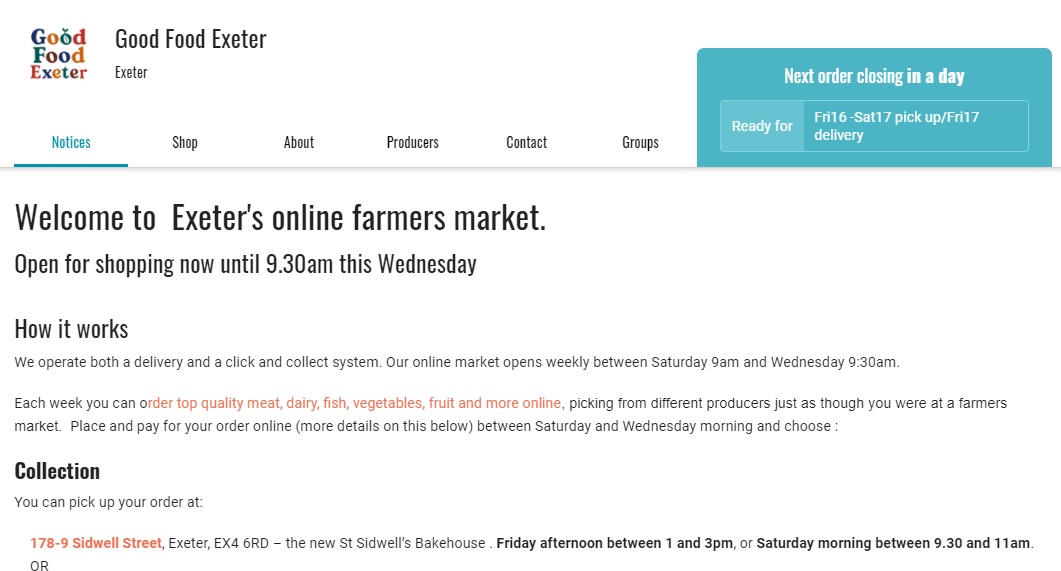 Good
Food
Exeter
Good Food Exeter
Exeter
Next order closing in a day
Ready for
Fri16 -Sat17 pick up/Fri17
delivery
Notices
Shop
About
Producers
Contact
Groups
Welcome to  Exeter's online farmers market.
Open for shopping now until 9.30am this Wednesday
How it works
We operate both a delivery and a click and collect system. Our online market opens weekly between Saturday 9am and Wednesday 9:30am.
Each week you can order top quality meat, dairy, fish, vegetables, fruit and more online, picking from different producers just as though you were at a farmers
market.  Place and pay for your order online (more details on this below) between Saturday and Wednesday morning and choose :
Collection
You can pick up your order at:
178-9 Sidwell Street, Exeter, EX4 6RD – the new St Sidwell’s Bakehouse . Friday afternoon between 1 and 3pm, or Saturday morning between 9.30 and 11am.
OR